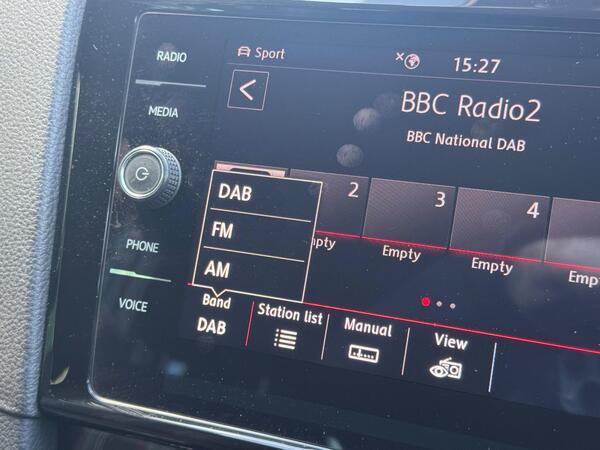 RADIO
MEDIA
PHONE
VOICE
Sport
15:27
BBC Radio2
BBC National DAB
2
3
4
Empty
Empty
DAB
FM
AM
Band
DAB
Station list
Manual
View